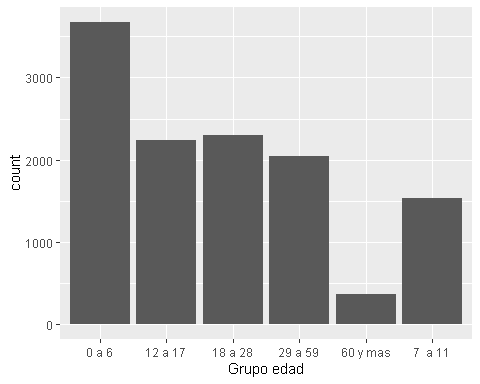 count
3000
2000
1000
0
0 a 6
12 a 17
18 a 28
29 a 59
60 y mas
7  a 11
Grupo edad